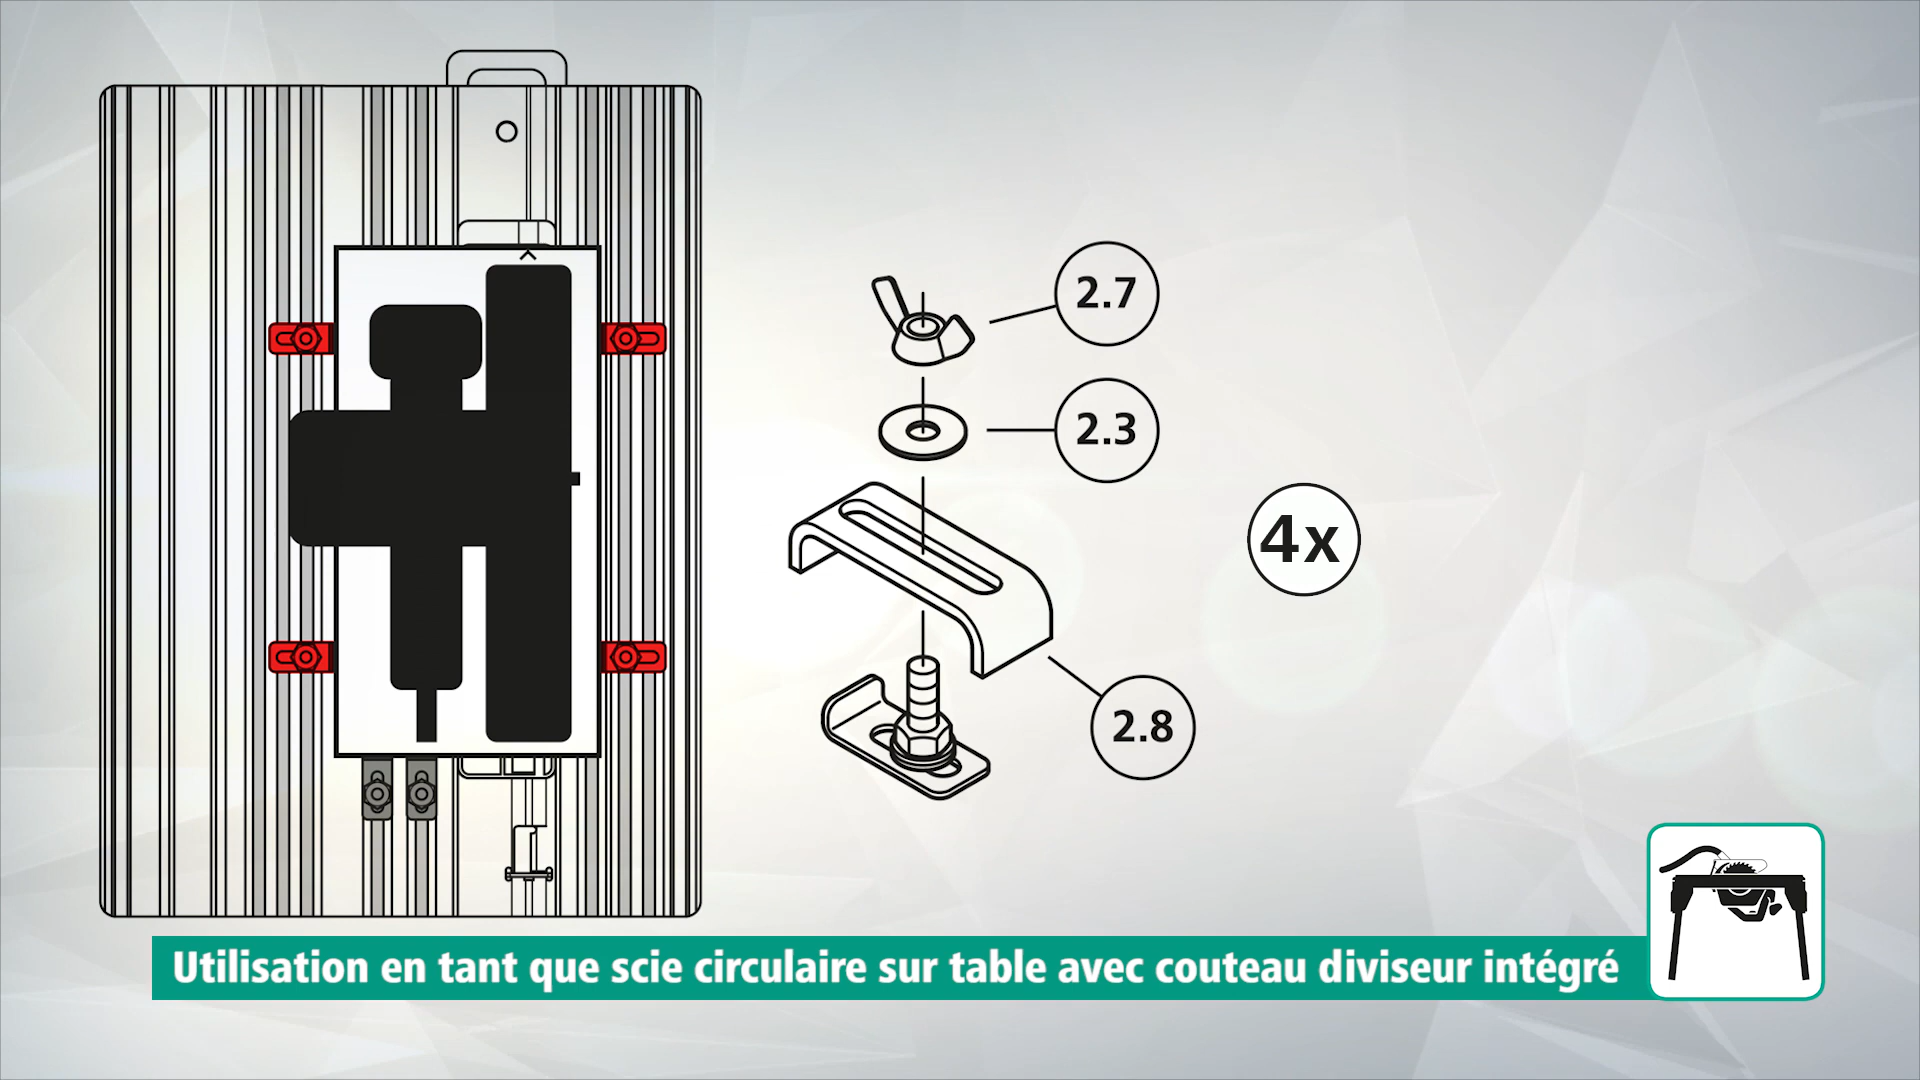 2.7
2.3
4x
2.8
Utilisation en tant que scie circulaire sur table avec couteau diviseur intégré